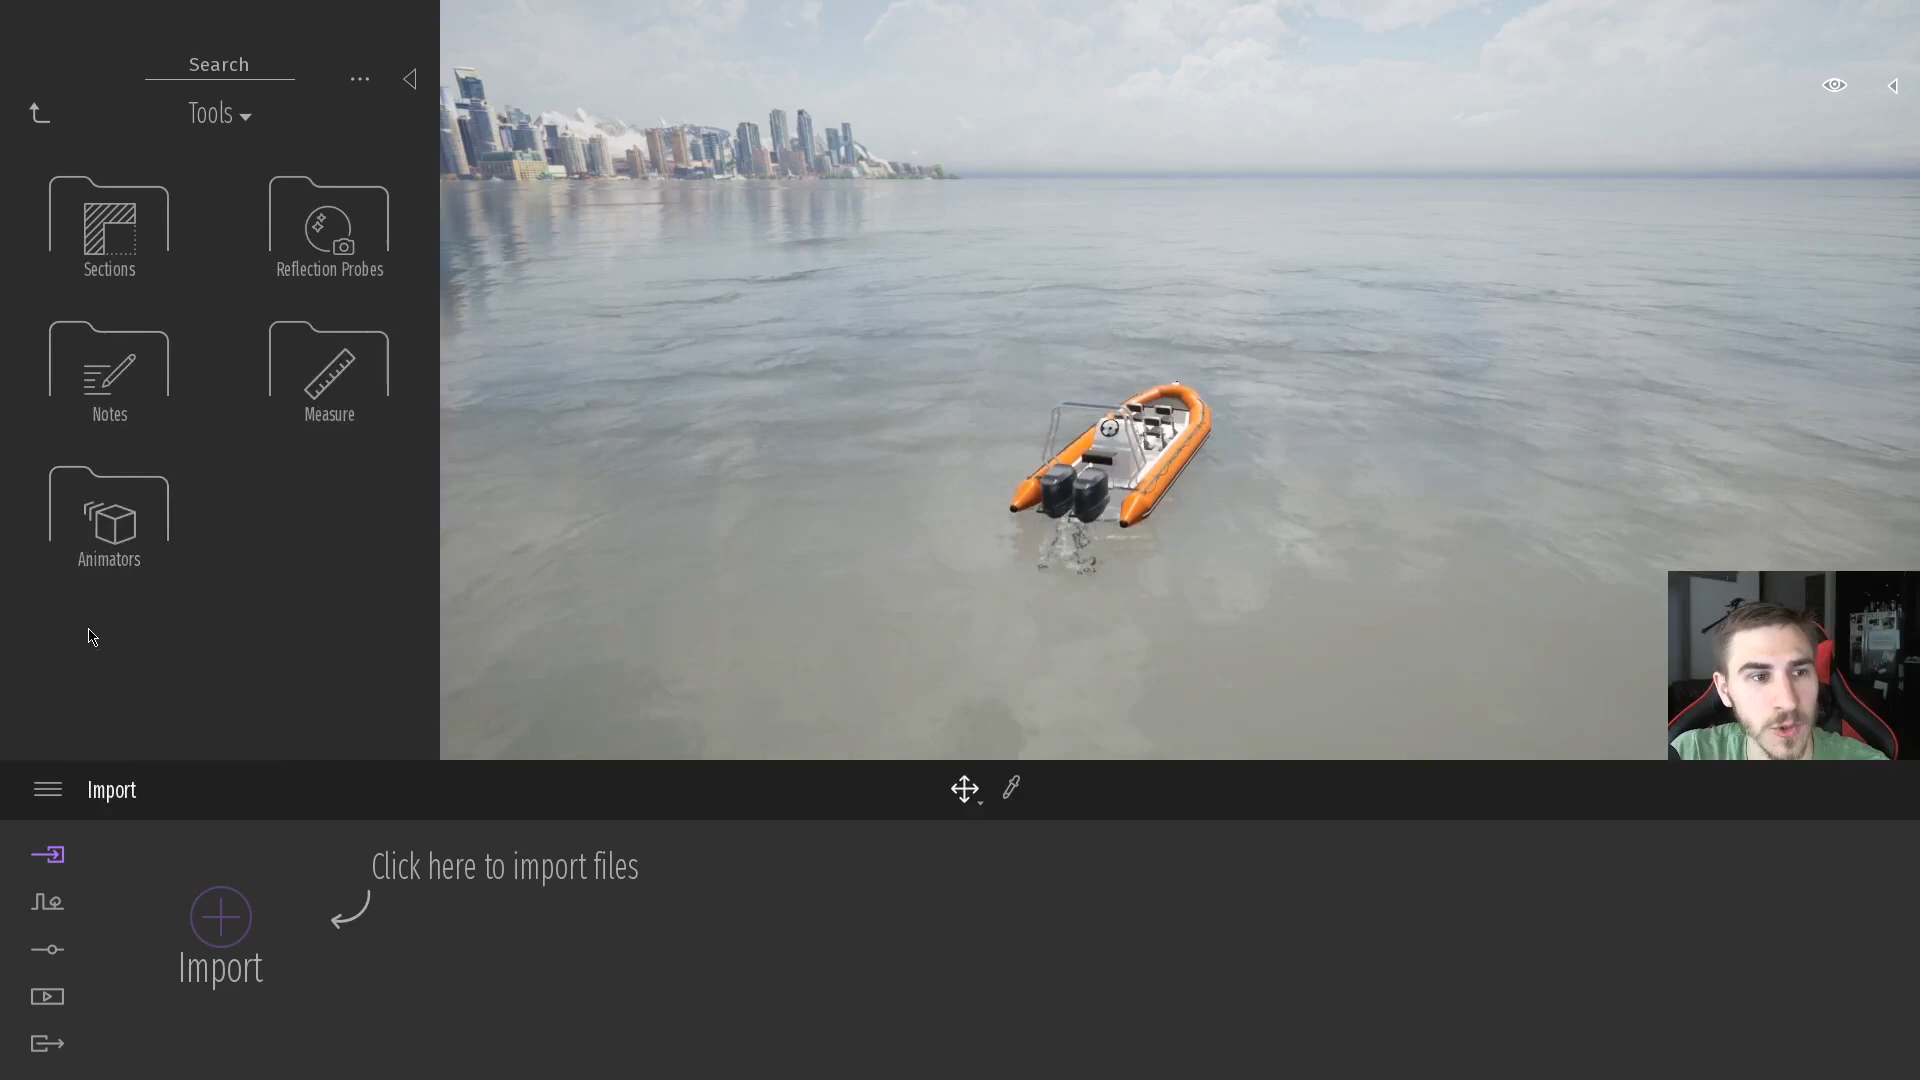 Search
...
Tools
Sections
Reflection Probes
Notes
Measure
Animators
Import
Click here to import files
Import